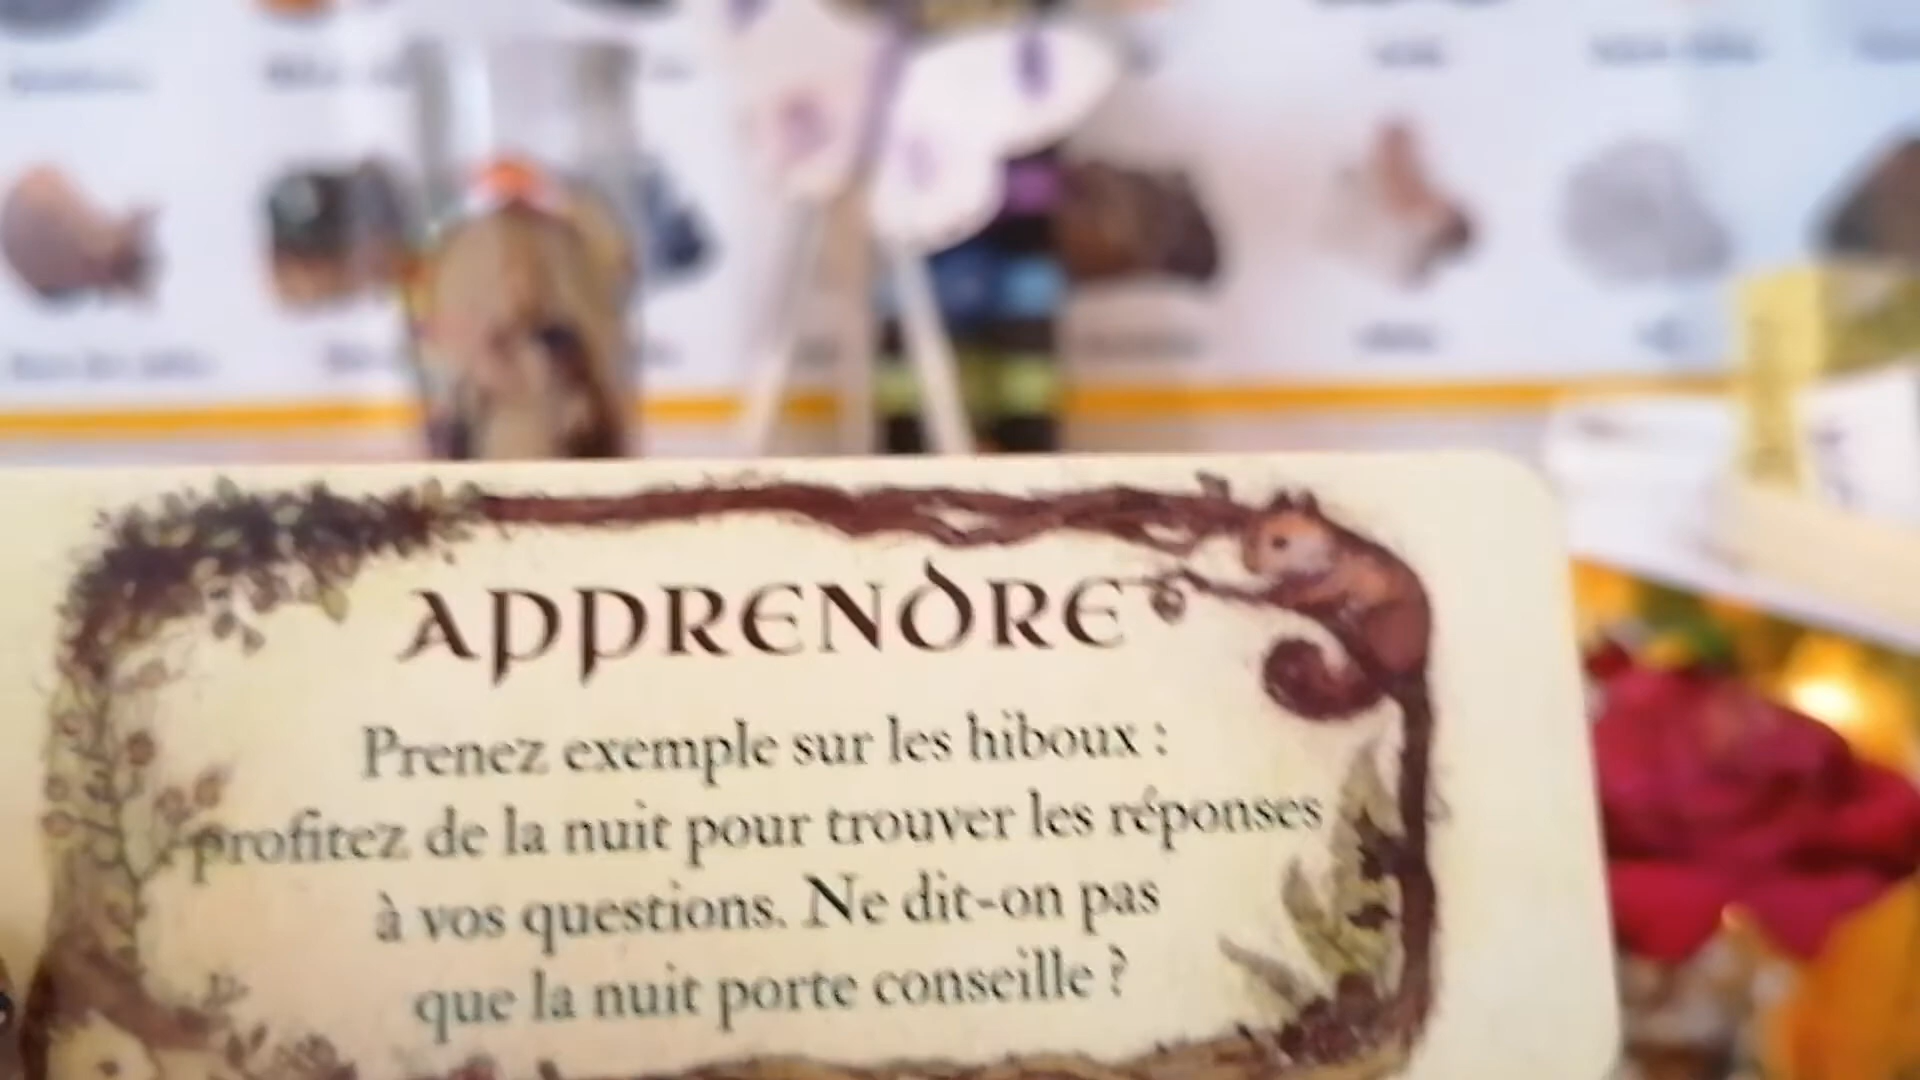 APPRENDRE
Prenez exemple sur les hiboux :
profitez de la nuit pour trouver les réponses
à vos questions. Ne dit-on pas
que la nuit porte conseille ?